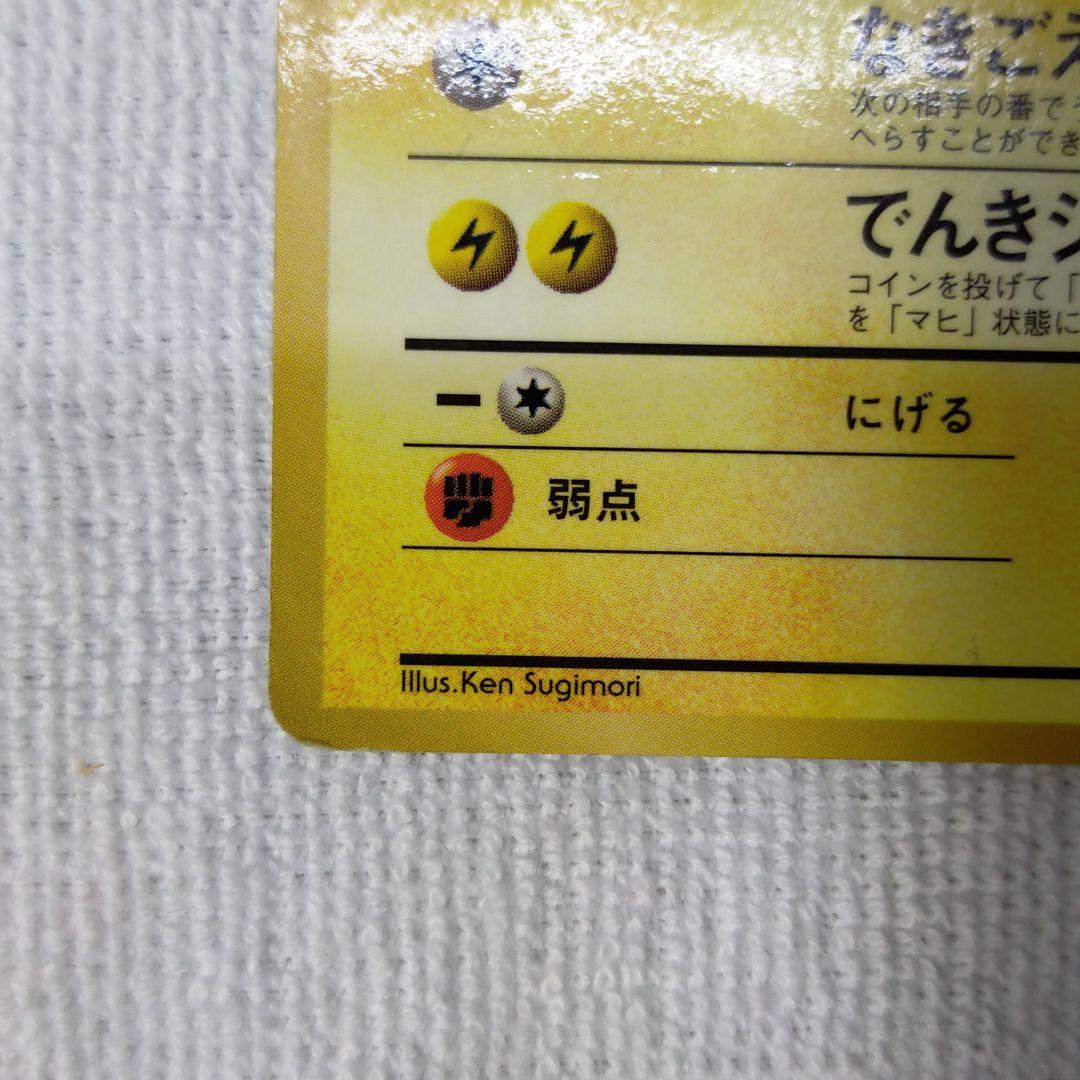 なきごえ
次の相手の番で
へらすことができ
でんきシ
コインを投げて「
を「マヒ」状態に
にげる
弱点
Illus.Ken Sugimori